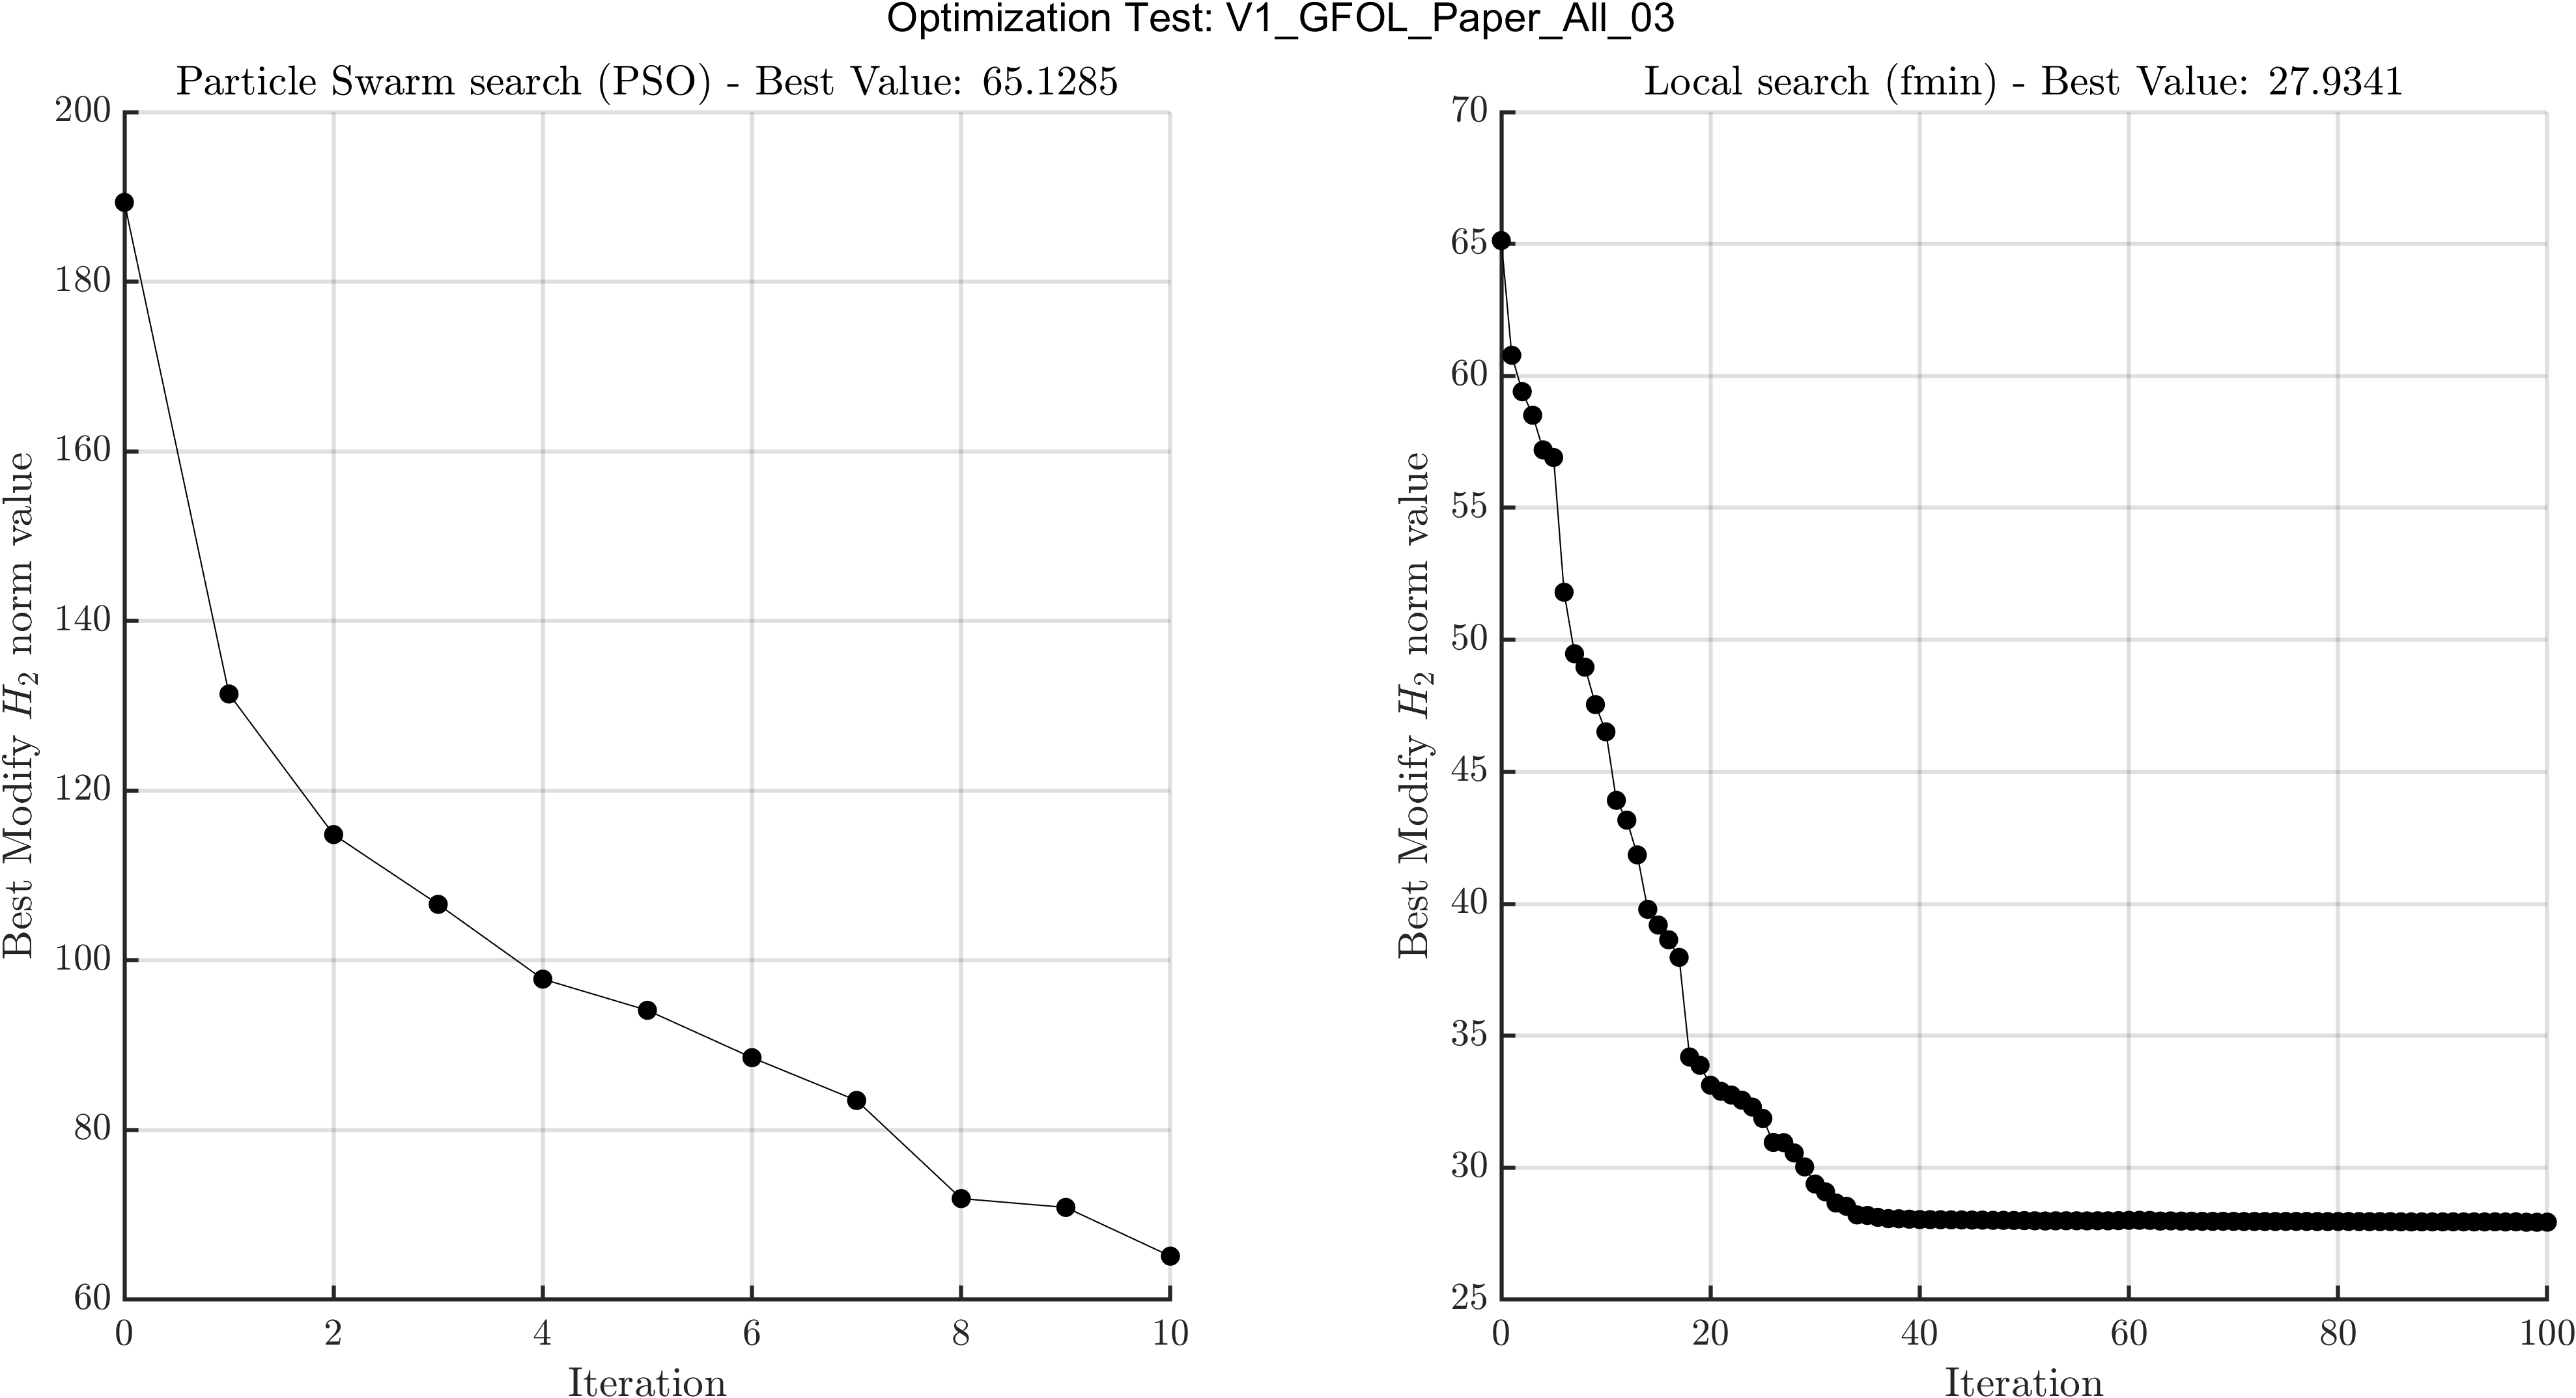 Optimization Test: V1_GFOL_Paper_All_03
Particle Swarm search (PSO) - Best Value: 65.1285
200
180
160
140
120
100
80
60
Best Modify H₂ norm value
0 2 4 6 8 10
Iteration
Local search (fmin) - Best Value: 27.9341
70
65
60
55
50
45
40
35
30
25
Best Modify H₂ norm value
0 20 40 60 80 100
Iteration